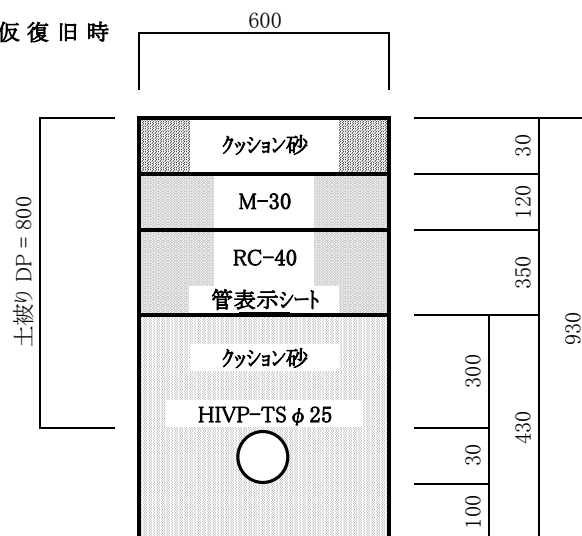 仮復旧時
600
クッション砂
30
M-30
120
RC-40
350
管表示シート
土被り DP = 800
930
クッション砂
300
HIVP-TSφ25
430
30
100